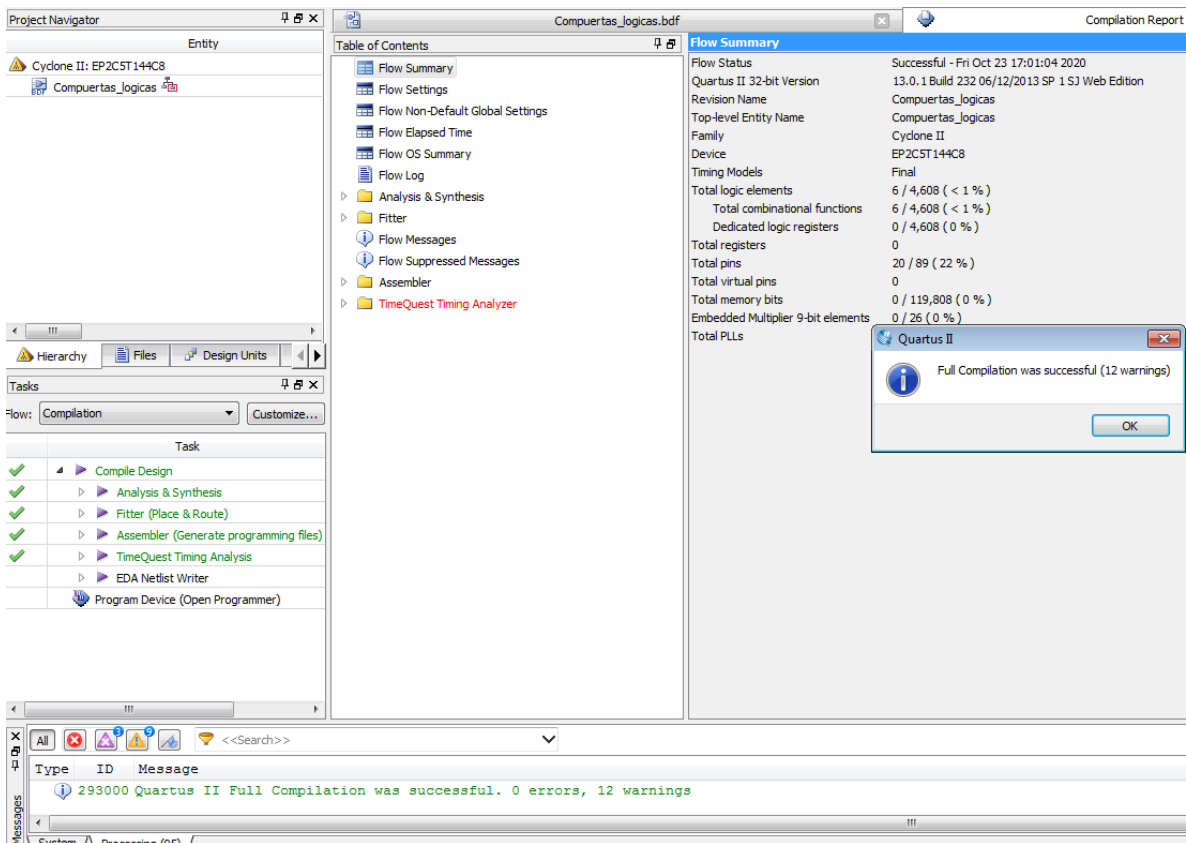 Project Navigator
Entity
Cyclone II: EP2C5T144C8
Compuertas_logicas
Hierarchy
Files
Design Units
Tasks
Flow: Compilation
Customize...
Task
Compile Design
Analysis & Synthesis
Fitter (Place & Route)
Assembler (Generate programming files)
TimeQuest Timing Analysis
EDA Netlist Writer
Program Device (Open Programmer)
Compuertas_logicas.bdf
Compilation Report
Table of Contents
Flow Summary
Flow Settings
Flow Non-Default Global Settings
Flow Elapsed Time
Flow OS Summary
Flow Log
Analysis & Synthesis
Fitter
Flow Messages
Flow Suppressed Messages
Assembler
TimeQuest Timing Analyzer
Flow Summary
Flow Status Successful - Fri Oct 23 17:01:04 2020
Quartus II 32-bit Version 13.0.1 Build 232 06/12/2013 SP 1 SJ Web Edition
Revision Name Compuertas_logicas
Top-level Entity Name Compuertas_logicas
Family Cyclone II
Device EP2C5T144C8
Timing Models Final
Total logic elements 6 / 4,608 ( < 1 % )
Total combinational functions 6 / 4,608 ( < 1 % )
Dedicated logic registers 0 / 4,608 ( 0 % )
Total registers 0
Total pins 20 / 89 ( 22 % )
Total virtual pins 0
Total memory bits 0 / 119,808 ( 0 % )
Embedded Multiplier 9-bit elements 0 / 26 ( 0 % )
Total PLLs
Quartus II
Full Compilation was successful (12 warnings)
OK
All
3
9
<<Search>>
Type ID Message
293000 Quartus II Full Compilation was successful. 0 errors, 12 warnings
Messages
System
Processing (95)